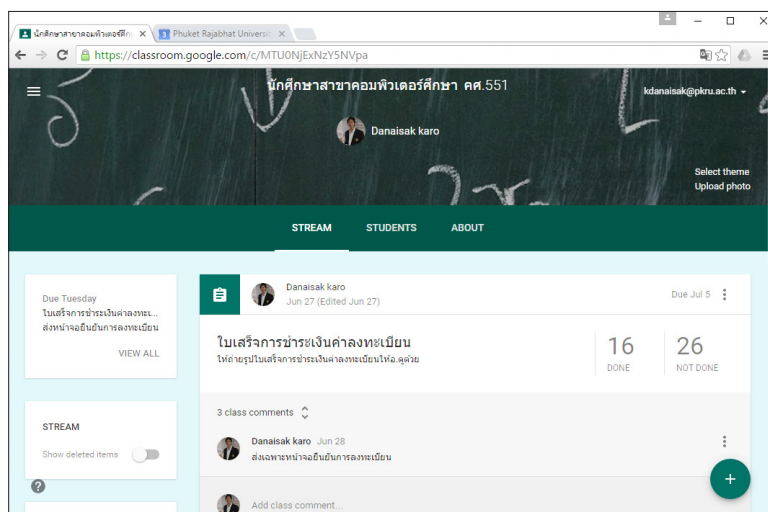 นักศึกษาสาขาคอมพิวเตอร์ศึ
Phuket Rajabhat Universit
https://classroom.google.com/c/MTU0NjExNzY5NVpa
นักศึกษาสาขาคอมพิวเตอร์ศึกษา คศ.551
kdanaisak@pkru.ac.th
Danaisak karo
Select theme
Upload photo
STREAM STUDENTS ABOUT
Due Tuesday
ใบเสร็จการชำระเงินค่าลงทะเ...
ส่งหน้าจอยืนยันการลงทะเบียน
VIEW ALL
STREAM
Show deleted items
Danaisak karo
Jun 27 (Edited Jun 27)
Due Jul 5
ใบเสร็จการชำระเงินค่าลงทะเบียน
ให้ถ่ายรูปใบเสร็จการชำระเงินค่าลงทะเบียนให้อ.ดูด้วย
16 26
DONE NOT DONE
3 class comments
Danaisak karo Jun 28
ส่งเฉพาะหน้าจอยืนยันการลงทะเบียน
Add class comment...